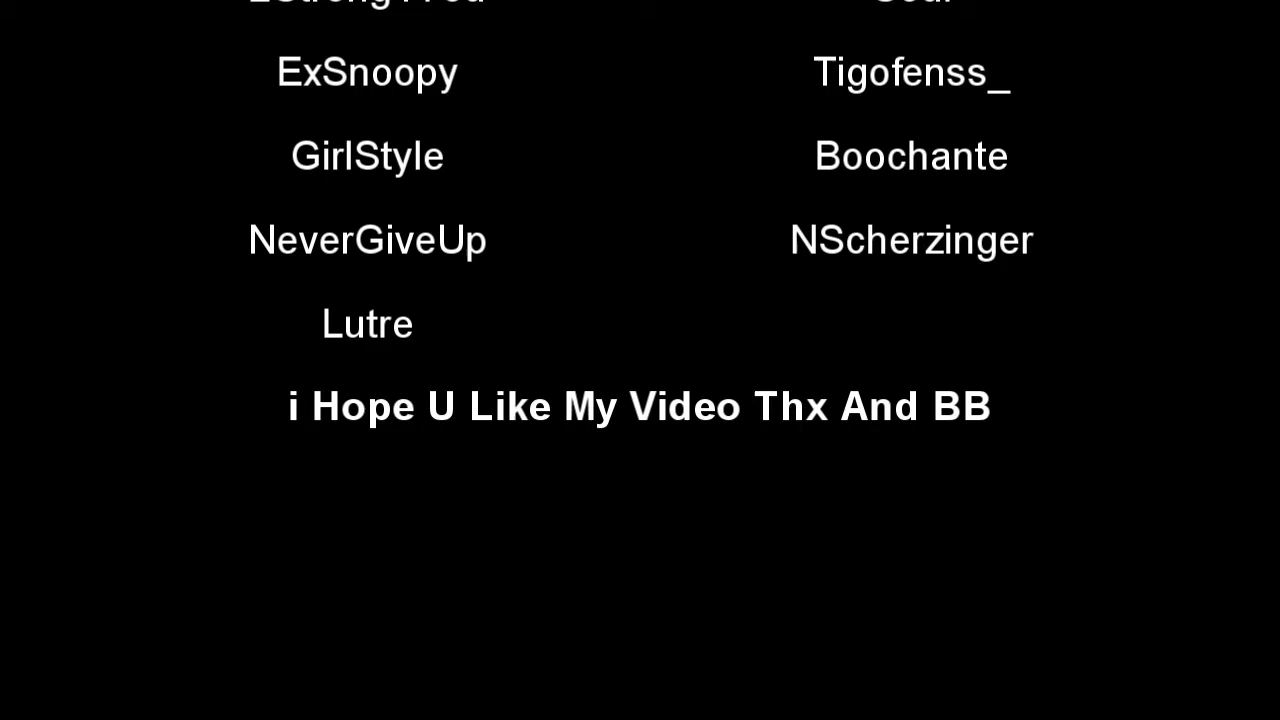 ExSnoopy Tigofenss_
GirlStyle Boochante
NeverGiveUp NScherzinger
Lutre
i Hope U Like My Video Thx And BB